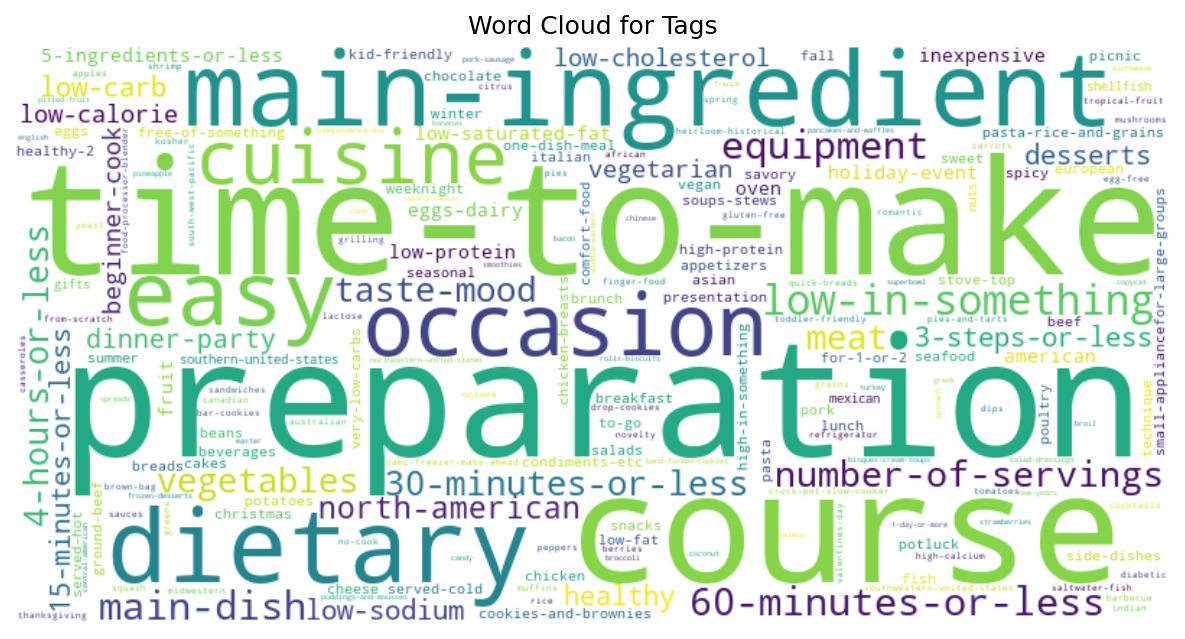 Word Cloud for Tags
5-ingredients-or-less
kid-friendly
pork-sausage
low-cholesterol
fall
inexpensive
picnic
apples
shrimp
low-carb
main-ingredient
chocolate
citrus
french
microwave
shellfish
pitted-fruit
low-calorie
winter
bananas
spring
tropical-fruit
english
eggs
beginner-cook
food-processor-blender
free-of-something
independence-day
low-saturated-fat
heirloom-historical
pancakes-and-waffles
mushrooms
pasta-rice-and-grains
healthy-2
kosher
cuisine
one-dish-meal
italian
african
equipment
carrots
desserts
pineapple
south-west-pacific
pies
vegetarian
savory
holiday-event
sweet
spicy
european
egg-free
time-to-make
weeknight
savory-sauces
comfort-food
vegan
oven
soups-stews
nuts
yeast
corn
eggs-dairy
chinese
gluten-free
romantic
4-hours-or-less
grilling
low-protein
bacon
high-protein
small-appliance
for-large-groups
gifts
seasonal
smoothies
appetizers
asian
finger-food
quick-breads
superbowl
stove-top
copycat
easy
taste-mood
chicken-breasts
brunch
presentation
low-in-something
from-scratch
lactose
occasion
toddler-friendly
pies-and-tarts
beef
15-minutes-or-less
dinner-party
meat
3-steps-or-less
casseroles
summer
southern-united-states
very-low-carbs
northeastern-united-states
rolls-biscuits
high-in-something
for-1-or-2
seafood
american
preparation
fruit
sandwiches
canadian
onions
breakfast
grains
turkey
greek
spinach
technique
spreads
bar-cookies
drop-cookies
mexican
pork
dips
poultry
beans
australian
to-go
novelty
lunch
refrigerator
broil
easter
beverages
salads
pasta
breads
cakes
oamc-freezer-make-ahead
condiments-etc
hand-formed-cookies
bisques-cream-soups
salad-dressings
frozen-desserts
vegetables
30-minutes-or-less
number-of-servings
brown-bag
ground-beef
potatoes
crock-pot-slow-cooker
tomatoes
new-years
served-hot
central-american
sauces
greens
christmas
north-american
snacks
course
valentines-day
1-day-or-more
strawberries
cocktails
dietary
no-cook
peppers
low-fat
berries
broccoli
salmon
potluck
high-calcium
side-dishes
candy
coconut
chicken
fish
diabetic
squash
midwestern
cheese
served-cold
muffins
southwestern-united-states
saltwater-fish
puddings-and-mousses
rice
healthy
barbecue
indian
thanksgiving
main-dish
low-sodium
cookies-and-brownies
60-minutes-or-less